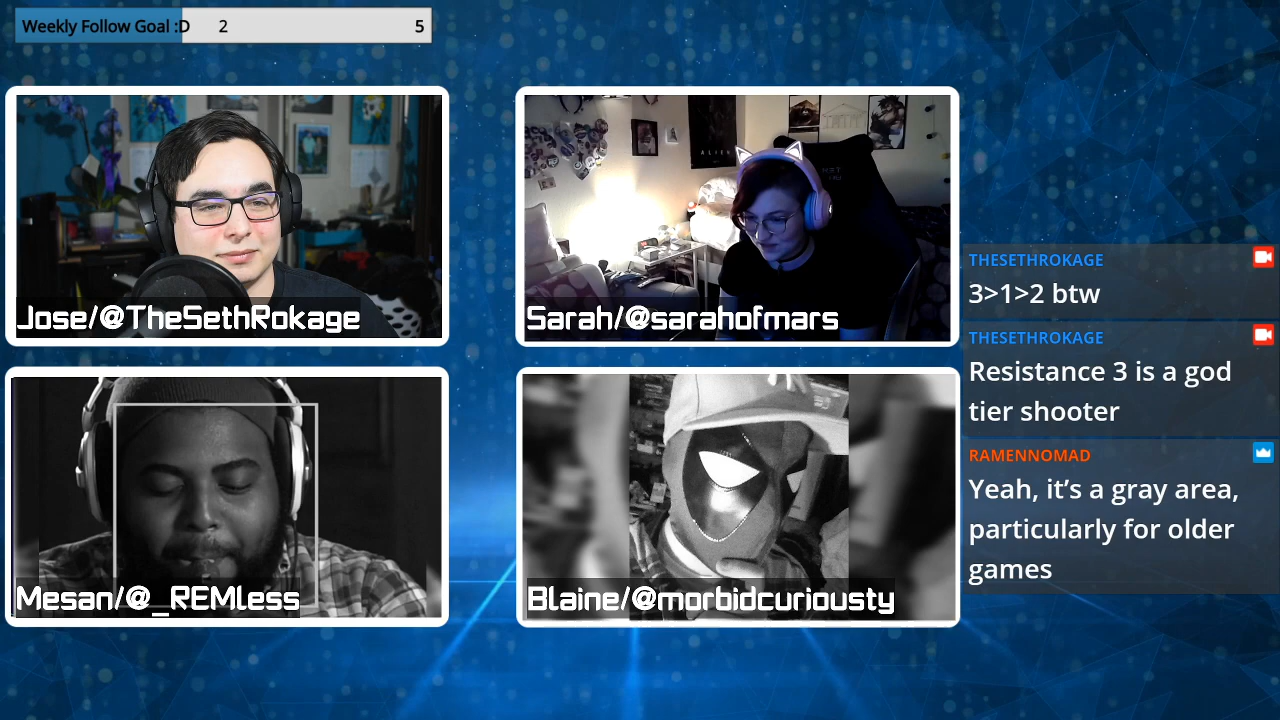 Weekly Follow Goal :D 2 5
ALIEN
Jose/@TheSethRokage
Sarah/@sarahofmars
Mesan/@_REMless
Blaine/@morbidcuriousty
THESETHROKAGE
3>1>2 btw
THESETHROKAGE
Resistance 3 is a god
tier shooter
RAMENNOMAD
Yeah, it’s a gray area,
particularly for older
games